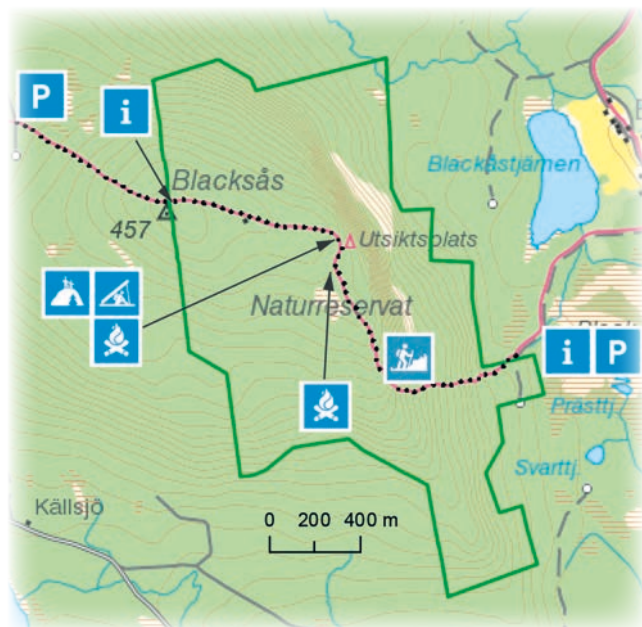 P
i
Blacksås
457
Blackåstjärnen
Utsiktsplats
Naturreservat
i P
Prästtj.
Svarttj.
Källsjö
0 200 400 m